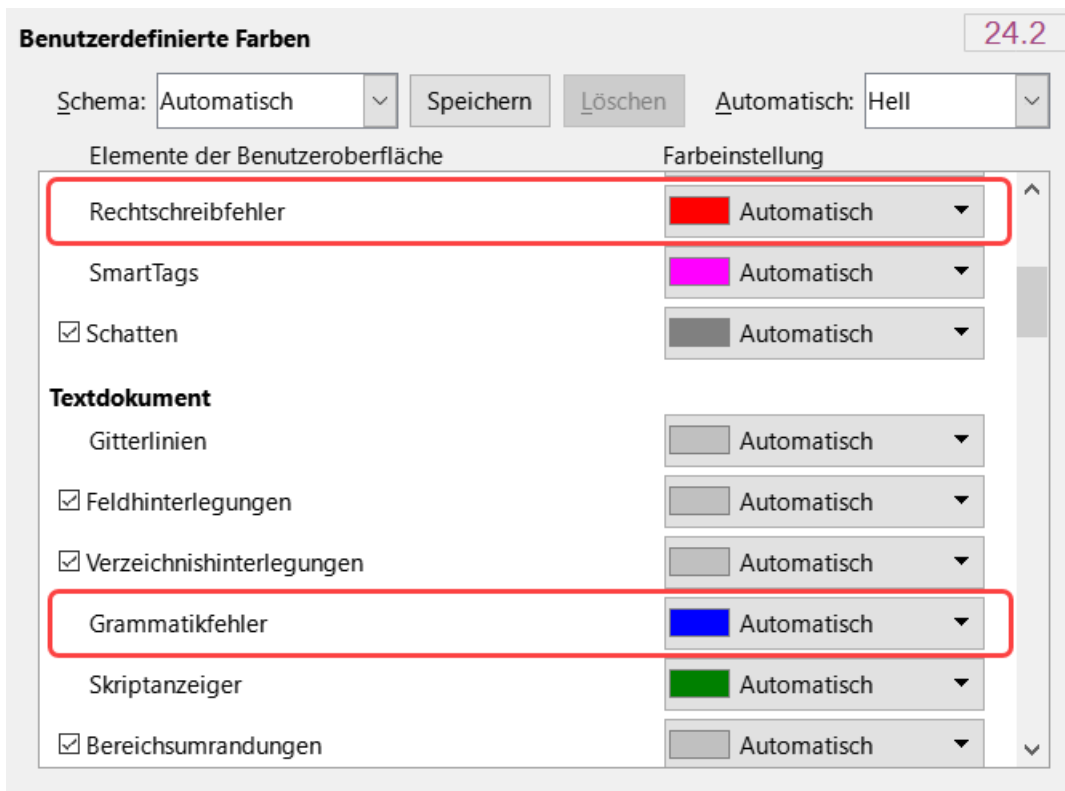 Benutzerdefinierte Farben 24.2
Schema: Automatisch Speichern Löschen Automatisch: Hell
Elemente der Benutzeroberfläche Farbeinstellung
Rechtschreibfehler Automatisch
SmartTags Automatisch
Schatten Automatisch
Textdokument
Gitterlinien Automatisch
Feldhinterlegungen Automatisch
Verzeichnishinterlegungen Automatisch
Grammatikfehler Automatisch
Skriptanzeiger Automatisch
Bereichsumrandungen Automatisch